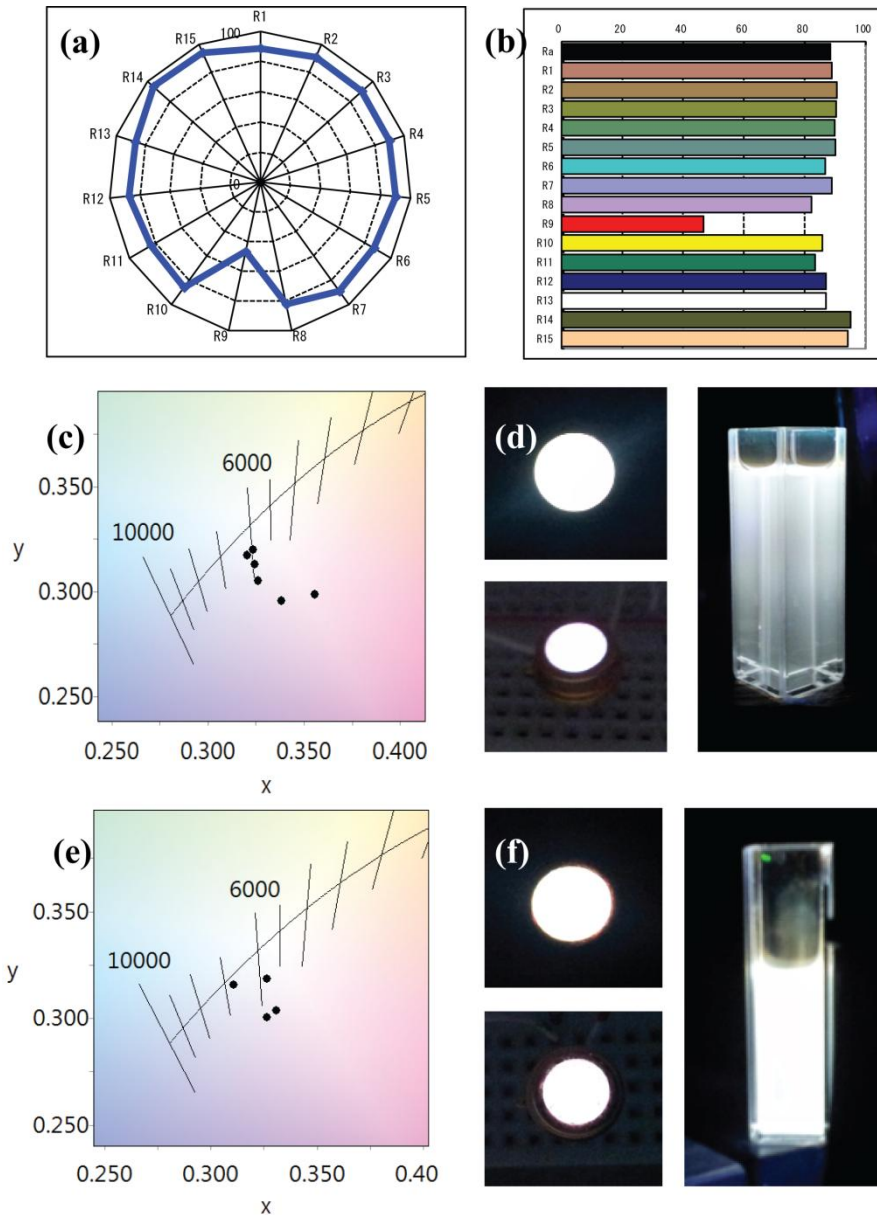 (a)
100
0
R1
R2
R3
R4
R5
R6
R7
R8
R9
R10
R11
R12
R13
R14
R15
(b)
0 20 40 60 80 100
Ra
R1
R2
R3
R4
R5
R6
R7
R8
R9
R10
R11
R12
R13
R14
R15
(c)
6000
10000
0.350
0.300
0.250
y
0.250 0.300 0.350 0.400
x
(d)
(e)
6000
10000
0.350
0.300
0.250
y
0.250 0.300 0.350 0.40
x
(f)